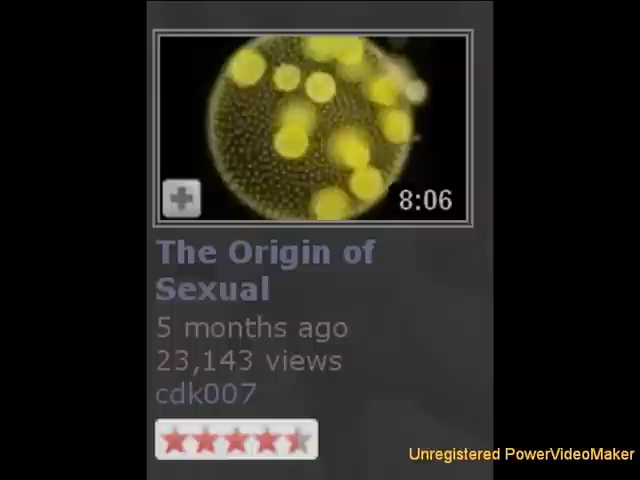 8:06
The Origin of
Sexual
5 months ago
23,143 views
cdk007
Unregistered PowerVideoMaker